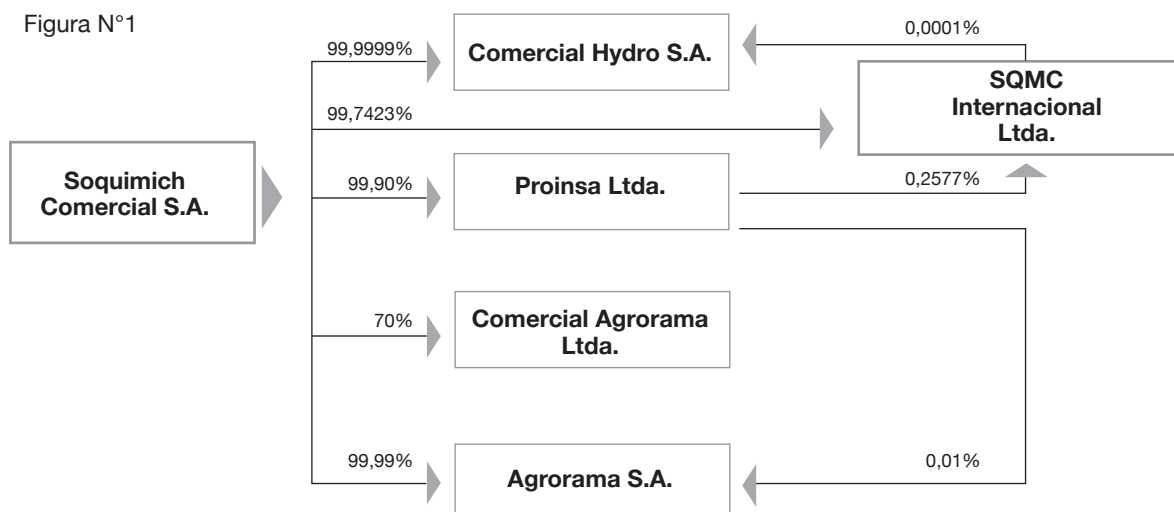 Figura N°1
99,9999%
Comercial Hydro S.A.
0,0001%
SQMC
Internacional
Ltda.
99,7423%
Soquimich
Comercial S.A.
99,90%
Proinsa Ltda.
0,2577%
70%
Comercial Agrorama
Ltda.
99,99%
Agrorama S.A.
0,01%